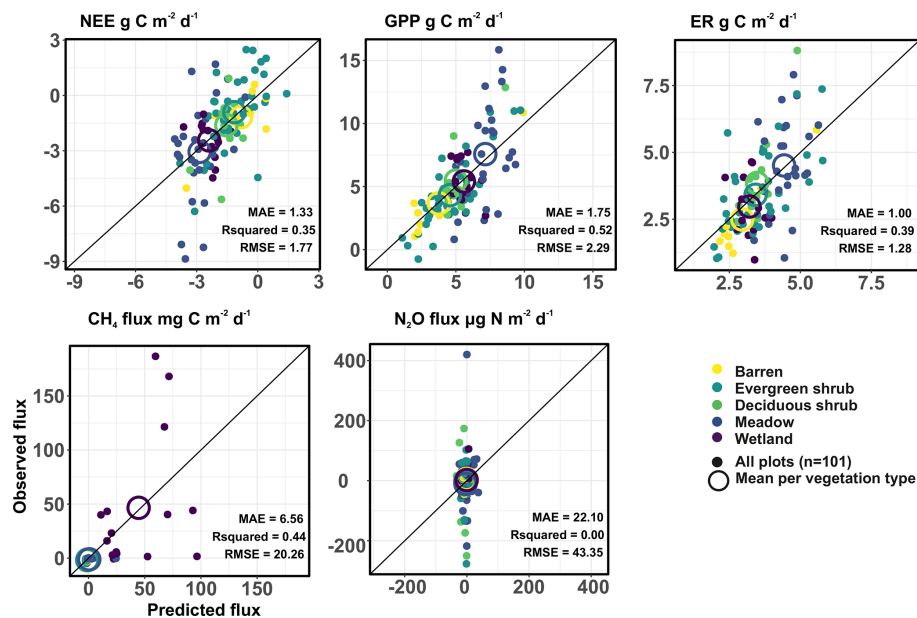 NEE g C m⁻² d⁻¹
3
0
-3
-6
-9
MAE = 1.33
Rsquared = 0.35
RMSE = 1.77
-9 -6 -3 0 3
GPP g C m⁻² d⁻¹
15
10
5
0
MAE = 1.75
Rsquared = 0.52
RMSE = 2.29
0 5 10 15
ER g C m⁻² d⁻¹
7.5
5.0
2.5
MAE = 1.00
Rsquared = 0.39
RMSE = 1.28
2.5 5.0 7.5
CH₄ flux mg C m⁻² d⁻¹
Observed flux
150
100
50
0
MAE = 6.56
Rsquared = 0.44
RMSE = 20.26
0 50 100 150
Predicted flux
N₂O flux µg N m⁻² d⁻¹
400
200
0
-200
MAE = 22.10
Rsquared = 0.00
RMSE = 43.35
-200 0 200 400
Barren
Evergreen shrub
Deciduous shrub
Meadow
Wetland
All plots (n=101)
Mean per vegetation type